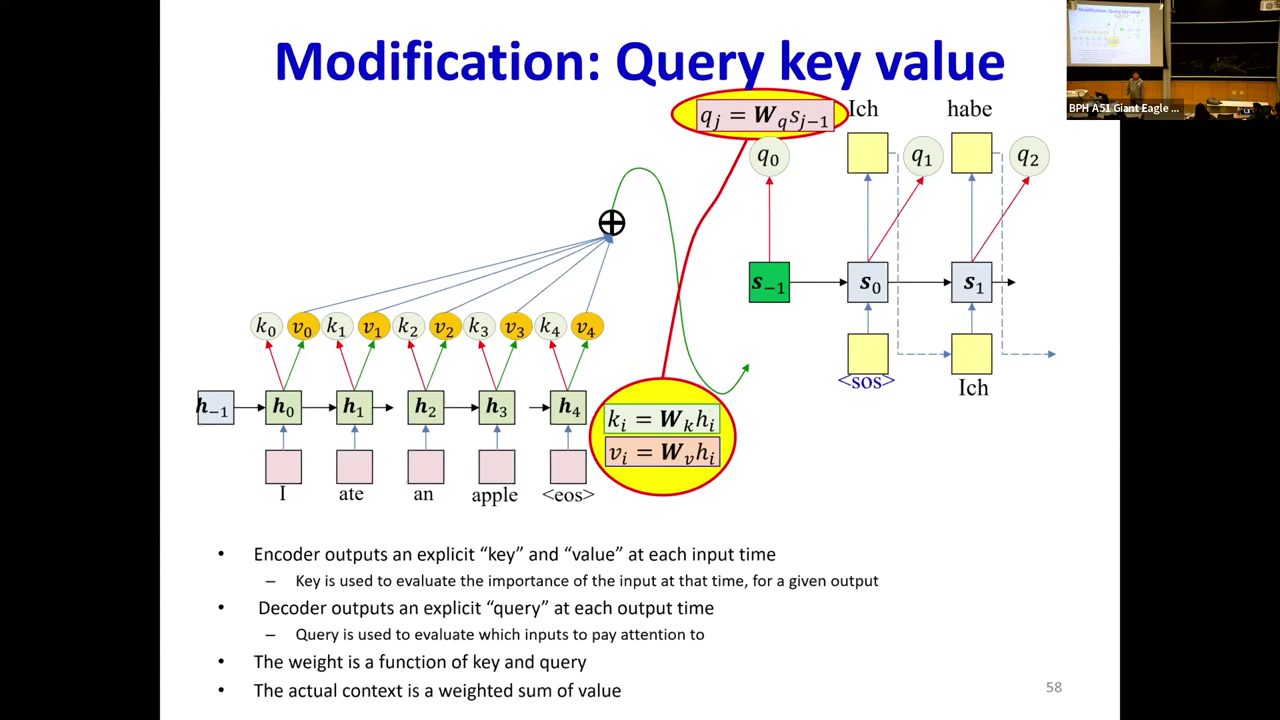 Modification: Query key value
BPH A51 Giant Eagle ...
q_j = W_q s_{j-1}
Ich
habe
q_0
q_1
q_2
s_{-1}
s_0
s_1
<sos>
Ich
k_0 v_0 k_1 v_1 k_2 v_2 k_3 v_3 k_4 v_4
h_{-1} h_0 h_1 h_2 h_3 h_4
k_i = W_k h_i
v_i = W_v h_i
I ate an apple <eos>
• Encoder outputs an explicit “key” and “value” at each input time
– Key is used to evaluate the importance of the input at that time, for a given output
• Decoder outputs an explicit “query” at each output time
– Query is used to evaluate which inputs to pay attention to
• The weight is a function of key and query
• The actual context is a weighted sum of value
58